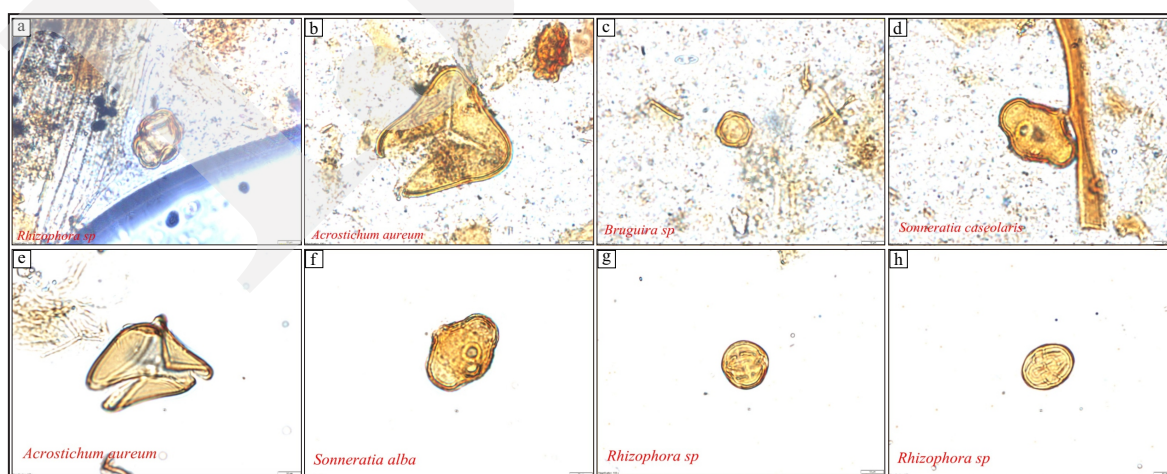 a
Rhizophora sp
b
Acrostichum aureum
c
Bruguira sp
d
Sonneratia caseolaris
e
Acrostichum aureum
f
Sonneratia alba
g
Rhizophora sp
h
Rhizophora sp